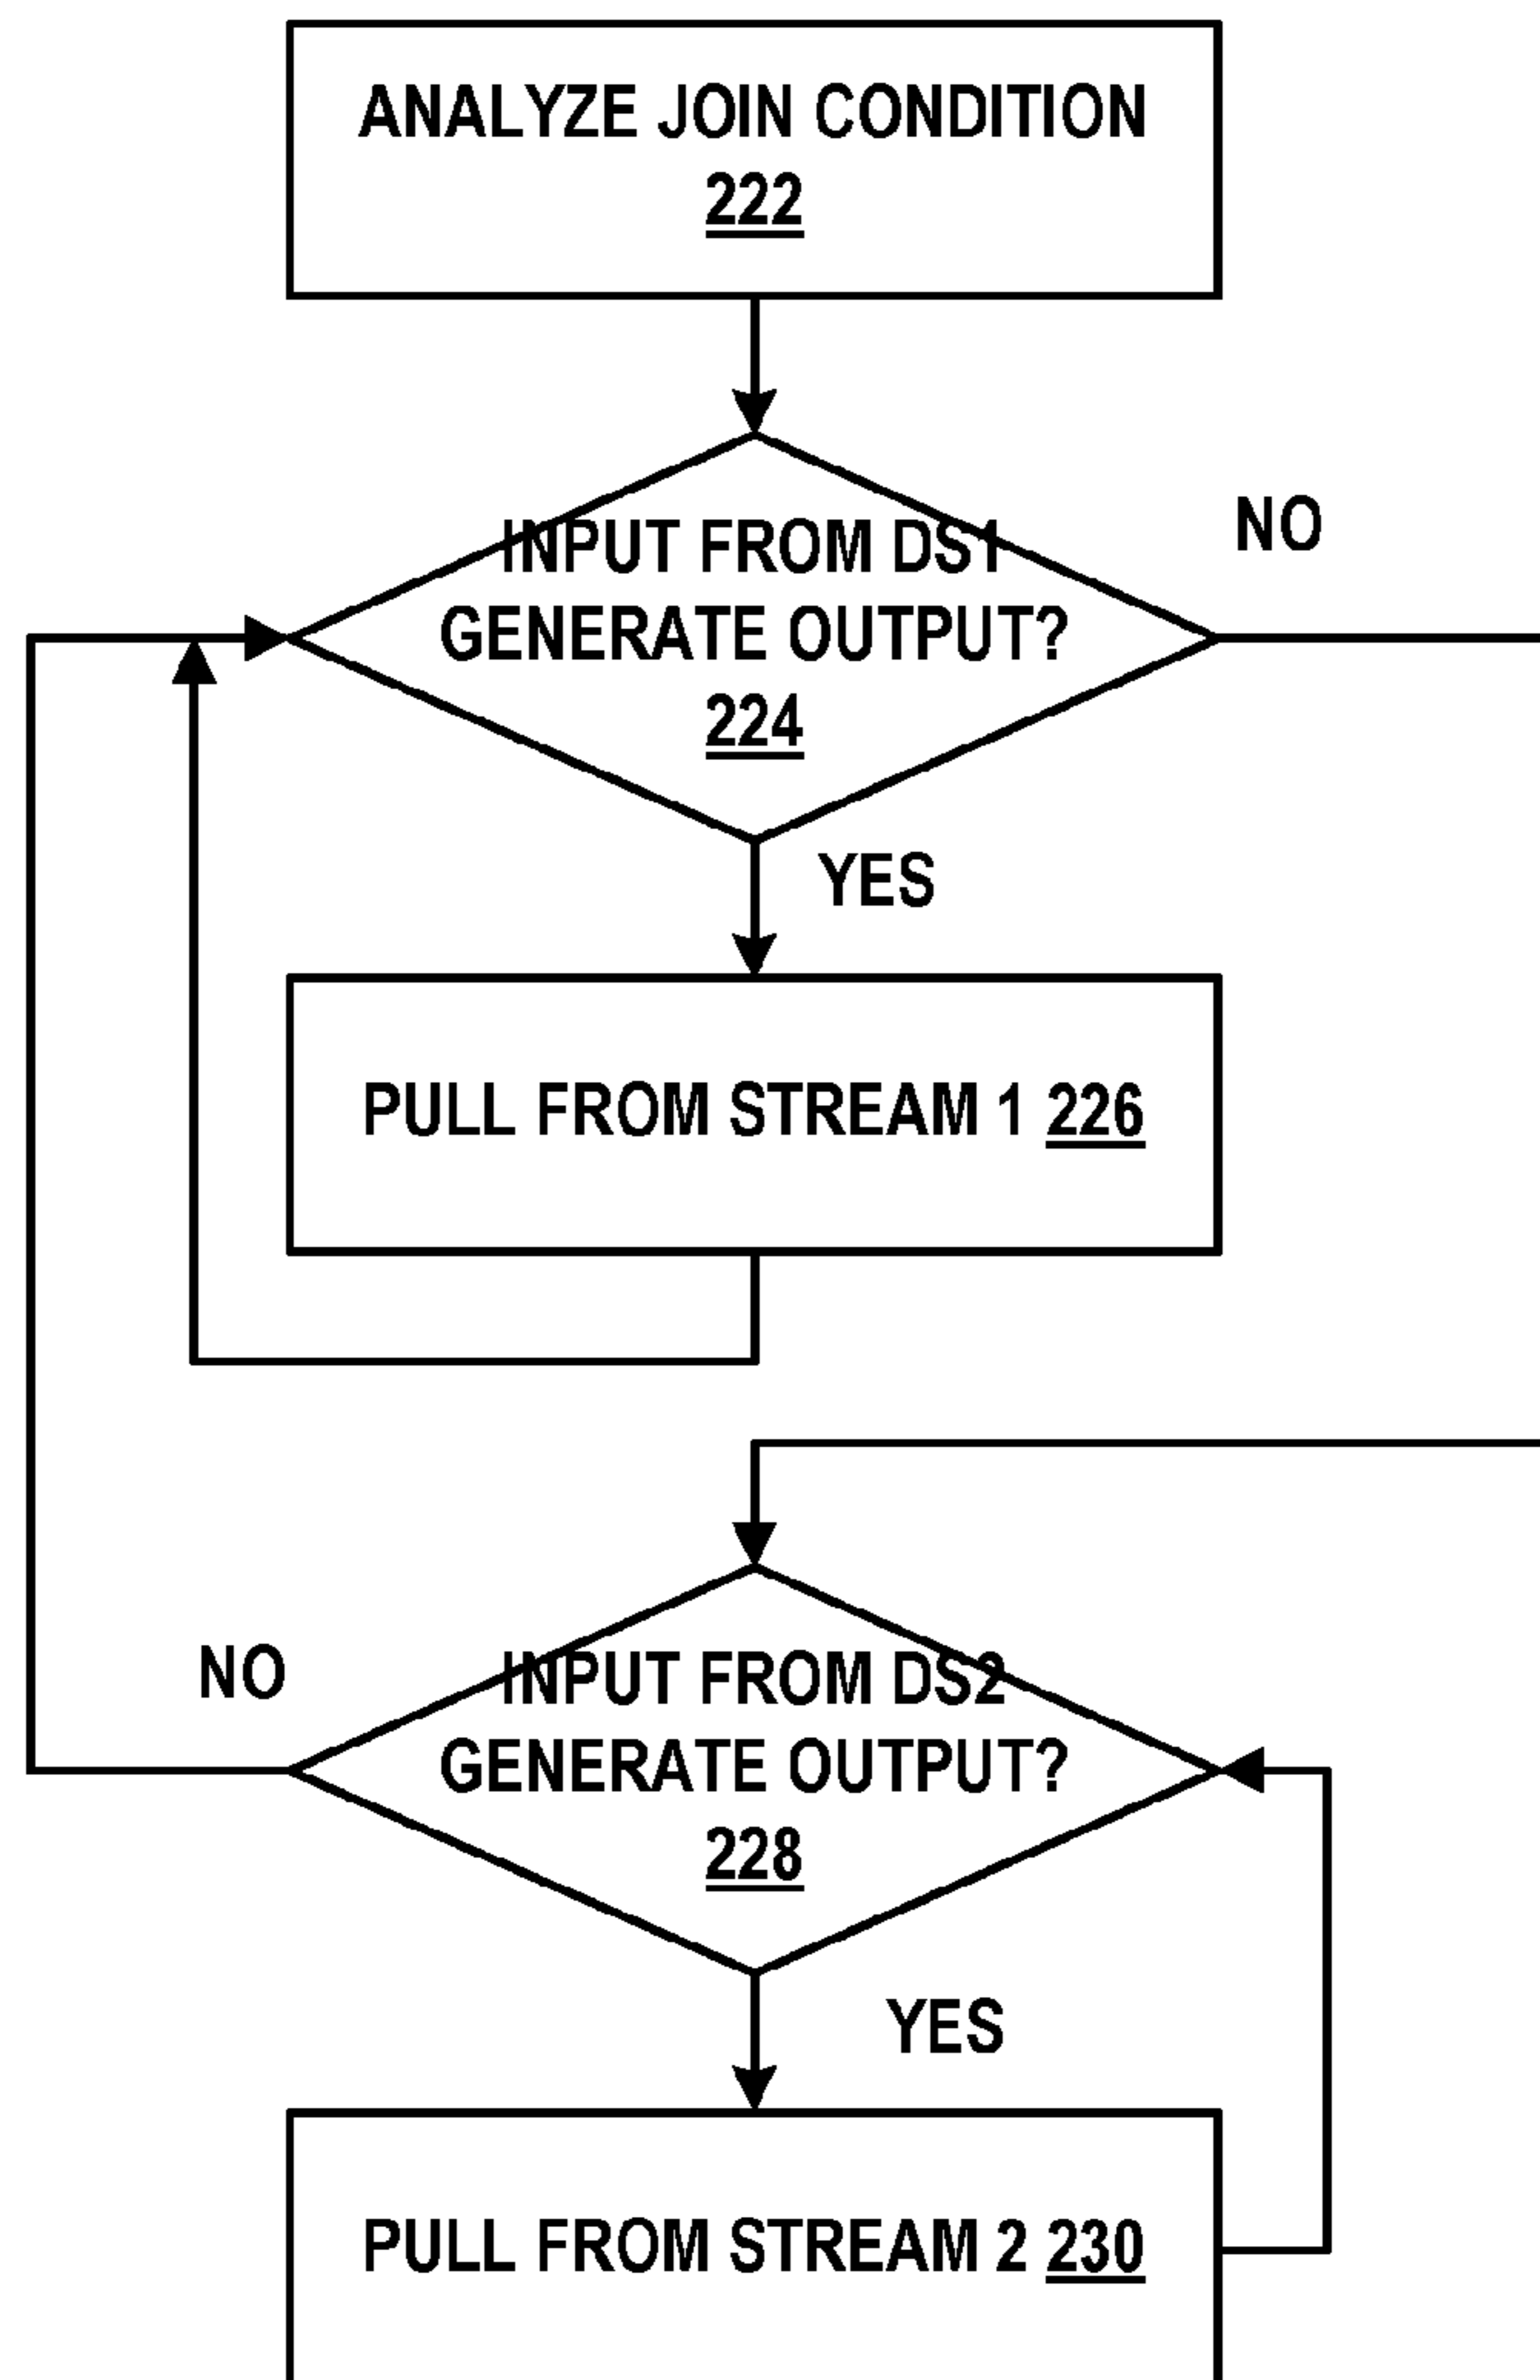 ANALYZE JOIN CONDITION
222
INPUT FROM DS1
GENERATE OUTPUT?
224
NO
YES
PULL FROM STREAM 1 226
INPUT FROM DS2
GENERATE OUTPUT?
228
NO
YES
PULL FROM STREAM 2 230